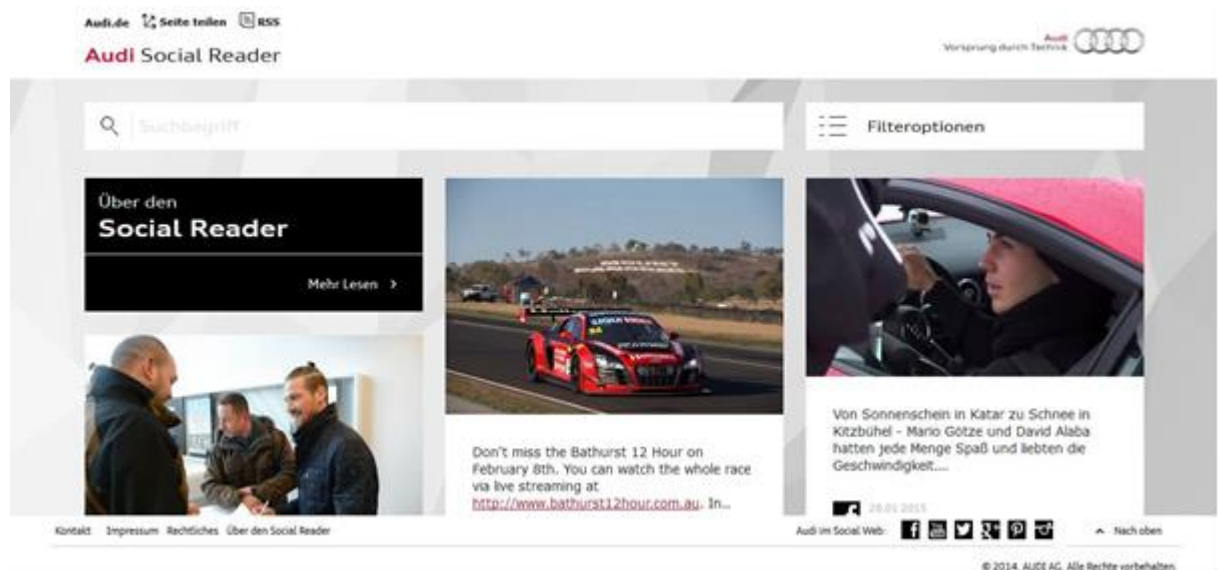 Audi.de Seite teilen RSS
Audi Social Reader
Audi
Vorsprung durch Technik
Suchbegriff
Filteroptionen
Über den
Social Reader
Mehr Lesen
Don't miss the Bathurst 12 Hour on
February 8th. You can watch the whole race
via live streaming at
http://www.bathurst12hour.com.au. In...
Von Sonnenschein in Katar zu Schnee in
Kitzbühel - Mario Götze und David Alaba
hatten jede Menge Spaß und liebten die
Geschwindigkeit....
28.01.2015
Kontakt Impressum Rechtliches Über den Social Reader
Audi im Social Web:
Nach oben
© 2014. AUDI AG. Alle Rechte vorbehalten.